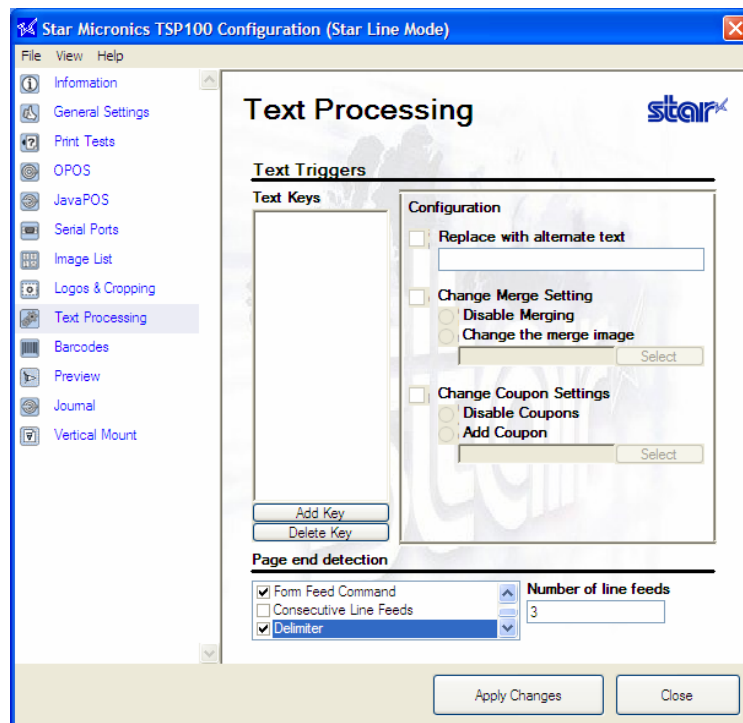 Star Micronics TSP100 Configuration (Star Line Mode)
File View Help
Information
General Settings
Print Tests
OPOS
JavaPOS
Serial Ports
Image List
Logos & Cropping
Text Processing
Barcodes
Preview
Journal
Vertical Mount
Text Processing
star
Text Triggers
Text Keys
Configuration
Replace with alternate text
Change Merge Setting
Disable Merging
Change the merge image
Select
Change Coupon Settings
Disable Coupons
Add Coupon
Select
Add Key
Delete Key
Page end detection
Form Feed Command
Consecutive Line Feeds
Delimiter
Number of line feeds
3
Apply Changes
Close